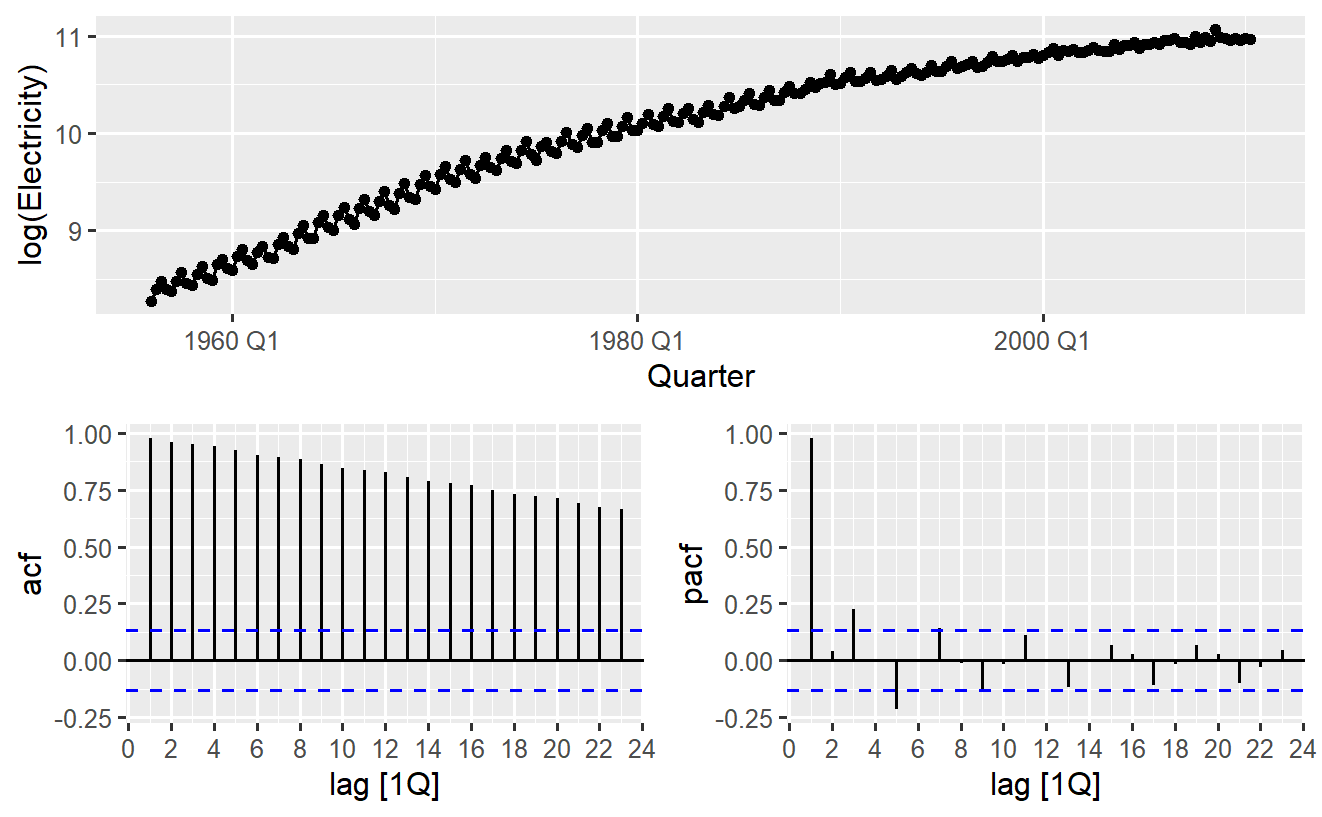 log(Electricity)
11
10
9
1960 Q1 1980 Q1 2000 Q1
Quarter
acf
1.00
0.75
0.50
0.25
0.00
-0.25
0 2 4 6 8 10 12 14 16 18 20 22 24
lag [1Q]
pacf
1.00
0.75
0.50
0.25
0.00
-0.25
0 2 4 6 8 10 12 14 16 18 20 22 24
lag [1Q]